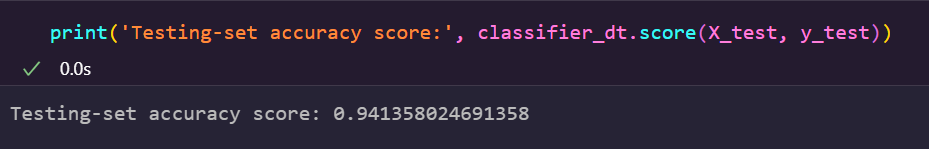 print('Testing-set accuracy score:', classifier_dt.score(X_test, y_test))
0.0s
Testing-set accuracy score: 0.941358024691358